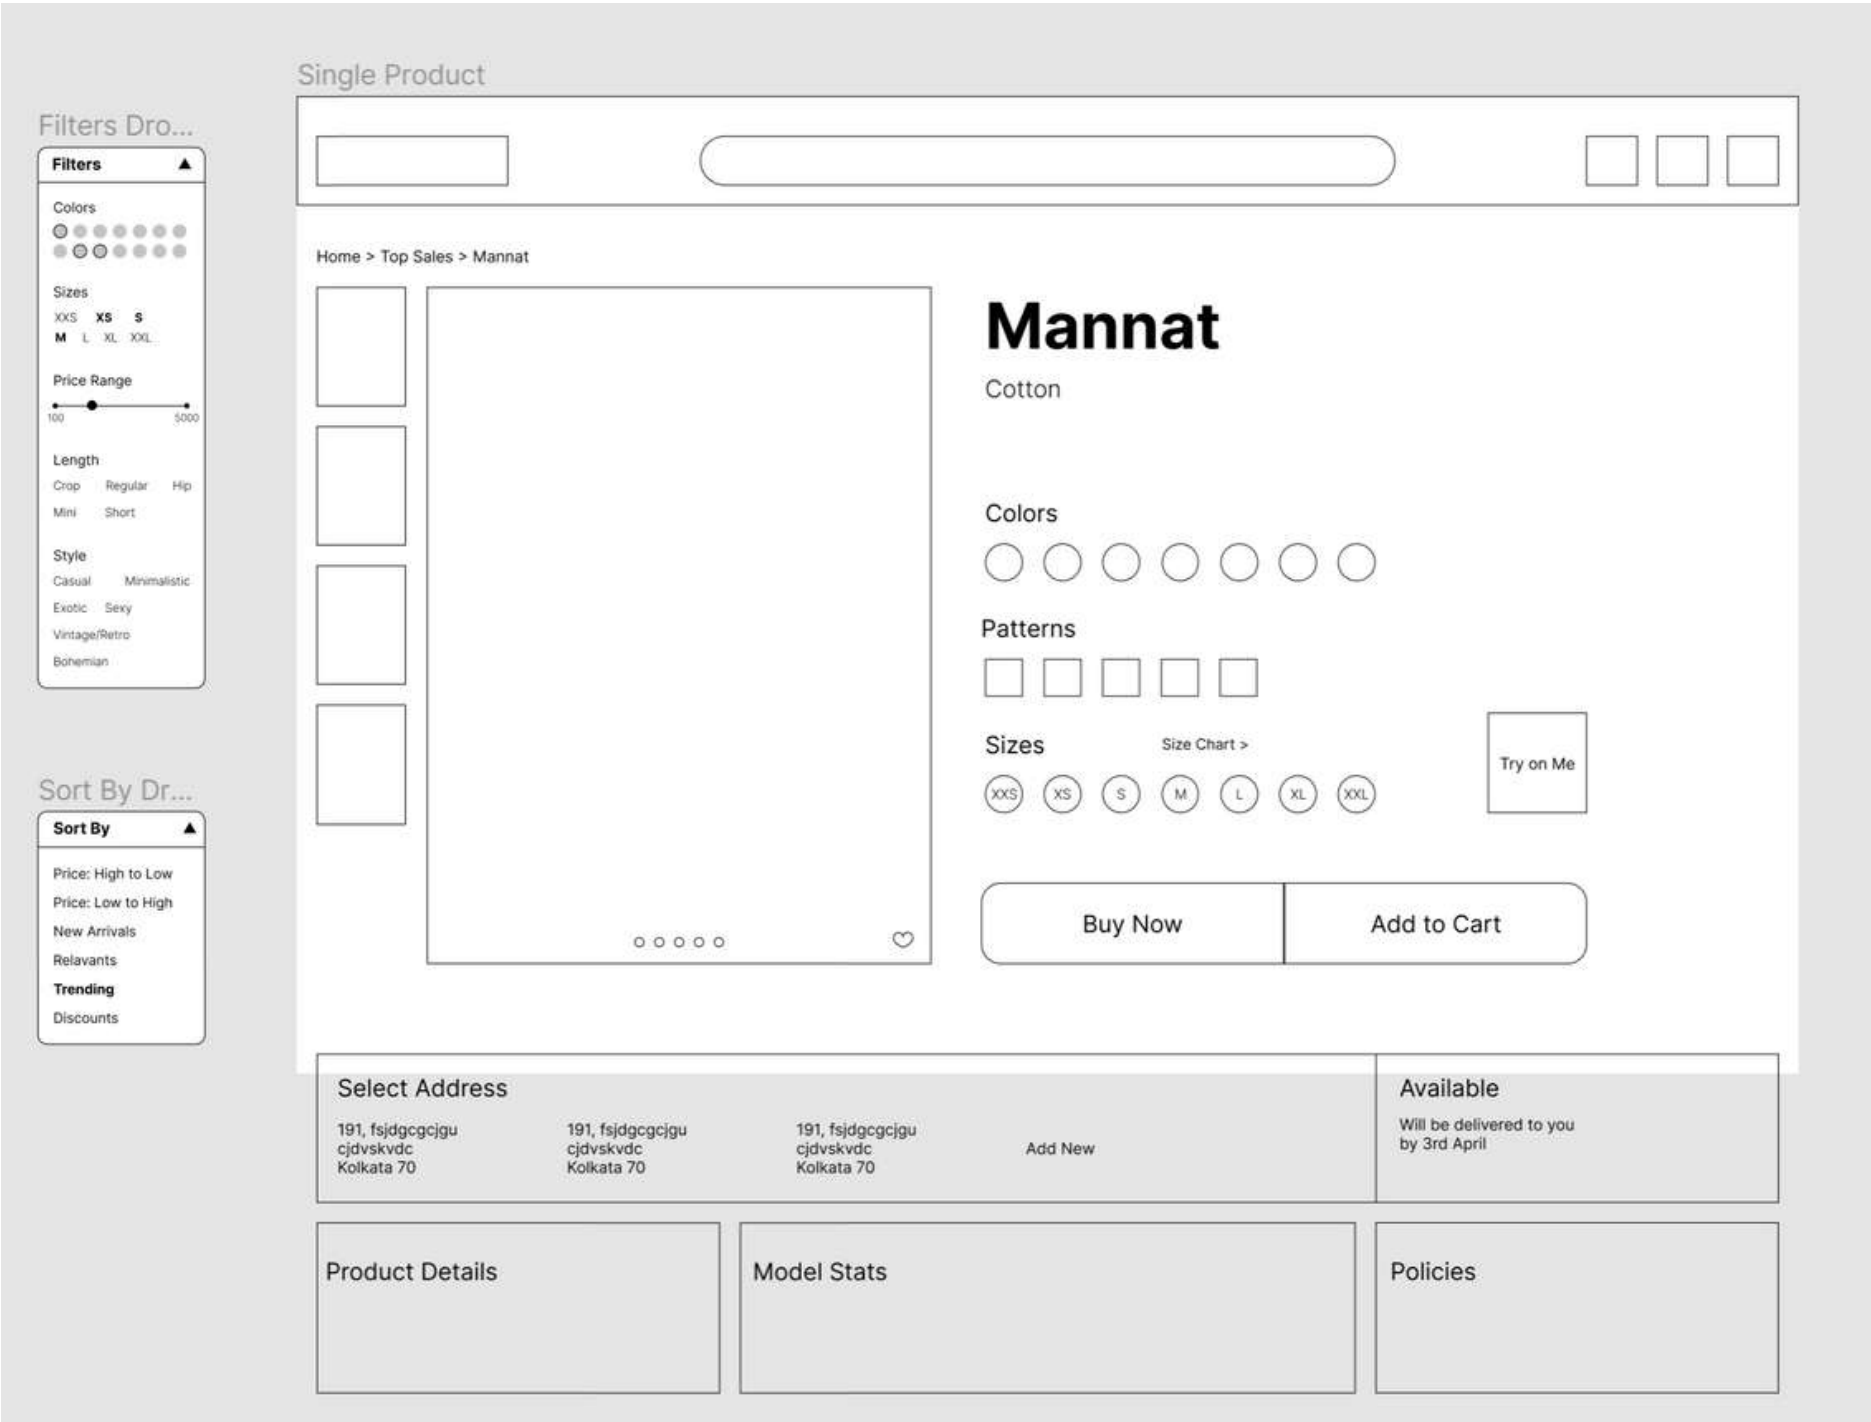 Single Product
Filters Dro...
Filters
Colors
Sizes
XXS XS S
M L XL XXL
Price Range
100 5000
Length
Crop Regular Hip
Mini Short
Style
Casual Minimalistic
Exotic Sexy
Vintage/Retro
Bohemian
Sort By Dr...
Sort By
Price: High to Low
Price: Low to High
New Arrivals
Relavants
Trending
Discounts
Home > Top Sales > Mannat
Mannat
Cotton
Colors
Patterns
Sizes Size Chart >
XXS XS S M L XL XXL
Try on Me
Buy Now Add to Cart
Select Address
191, fsjdgcgcjgu
cjdvskvdc
Kolkata 70
191, fsjdgcgcjgu
cjdvskvdc
Kolkata 70
191, fsjdgcgcjgu
cjdvskvdc
Kolkata 70
Add New
Available
Will be delivered to you
by 3rd April
Product Details
Model Stats
Policies